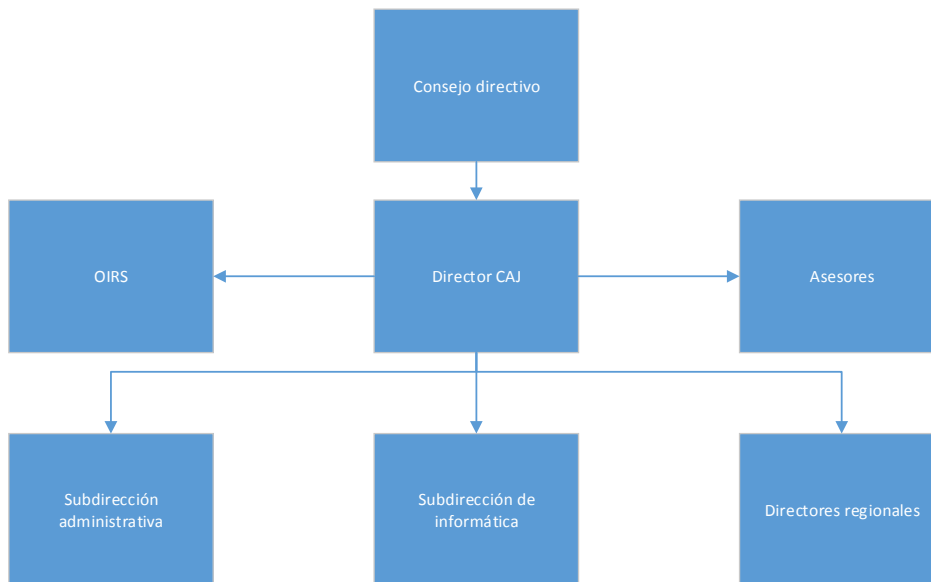 Consejo directivo
OIRS
Director CAJ
Asesores
Subdirección
administrativa
Subdirección de
informática
Directores regionales